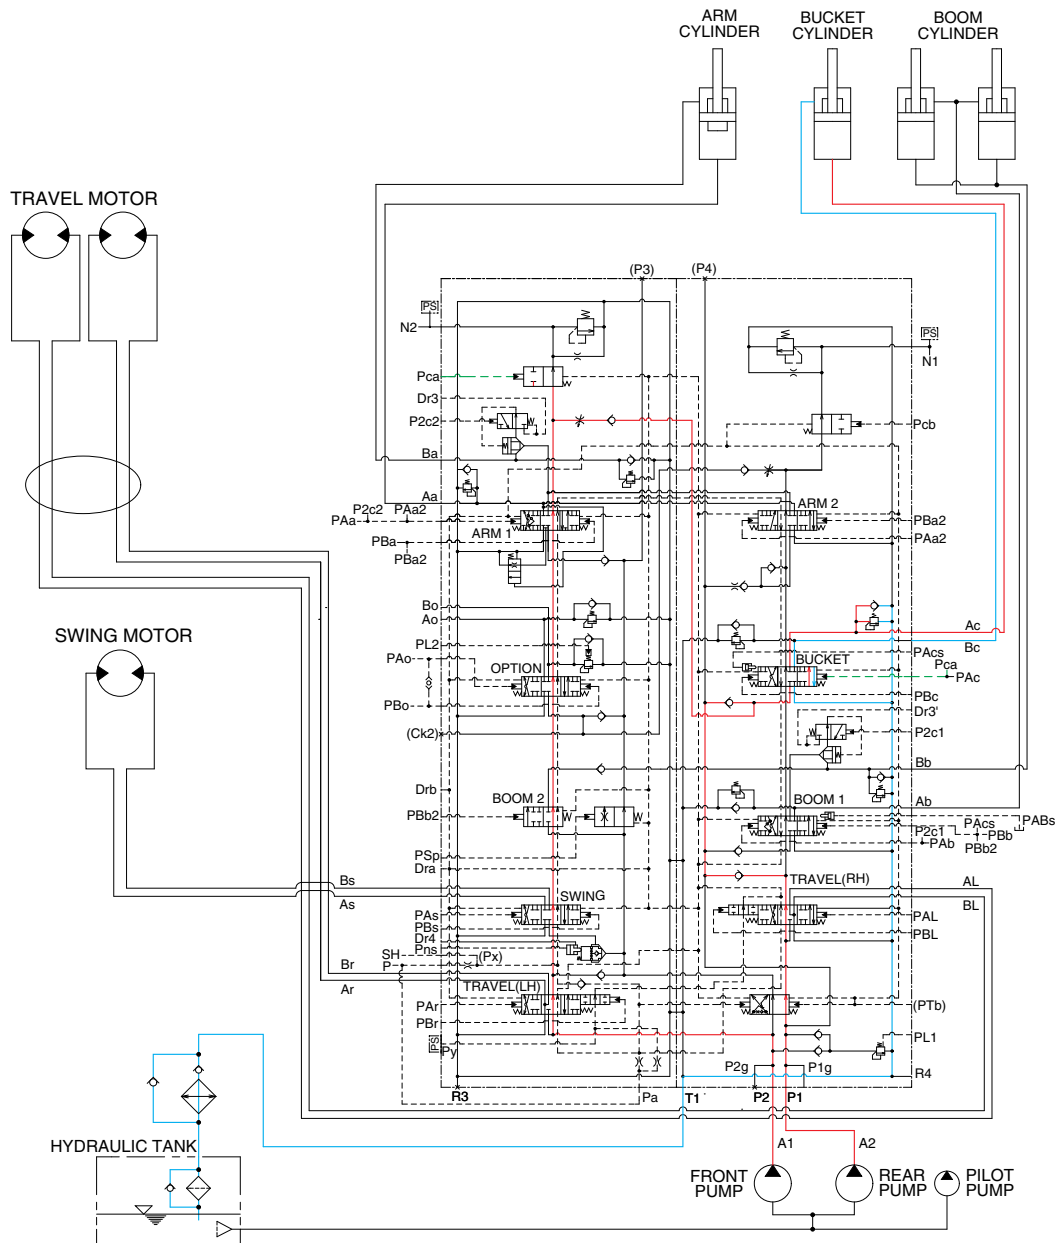 ARM
CYLINDER
BUCKET
CYLINDER
BOOM
CYLINDER
TRAVEL MOTOR
(P3)
(P4)
PS
N2
PS
N1
Pca
Dr3
P2c2
Pcb
Ba
Aa
P2c2
PAa2
PAa
ARM 1
PBa
PBa2
ARM 2
PBa2
PAa2
Bo
Ao
PL2
PAo
OPTION
PBo
(Ck2)
Ac
Bc
PAcs
BUCKET
Pca
PAc
PBc
Dr3'
P2c1
SWING MOTOR
Bb
Ab
Drb
PBb2
BOOM 2
BOOM 1
P2c1
PAcs
PABs
PBb
PAb
PBb2
PSp
Dra
Bs
As
SWING
TRAVEL(RH)
AL
BL
PAs
PBs
Dr4
Pns
SH
P
(Px)
PAL
PBL
Br
Ar
TRAVEL(LH)
PAr
PBr
PS
Py
(PTb)
PL1
P2g
P1g
R4
R3
Pa
T1
P2
P1
HYDRAULIC TANK
A1
A2
FRONT
PUMP
REAR
PUMP
PILOT
PUMP